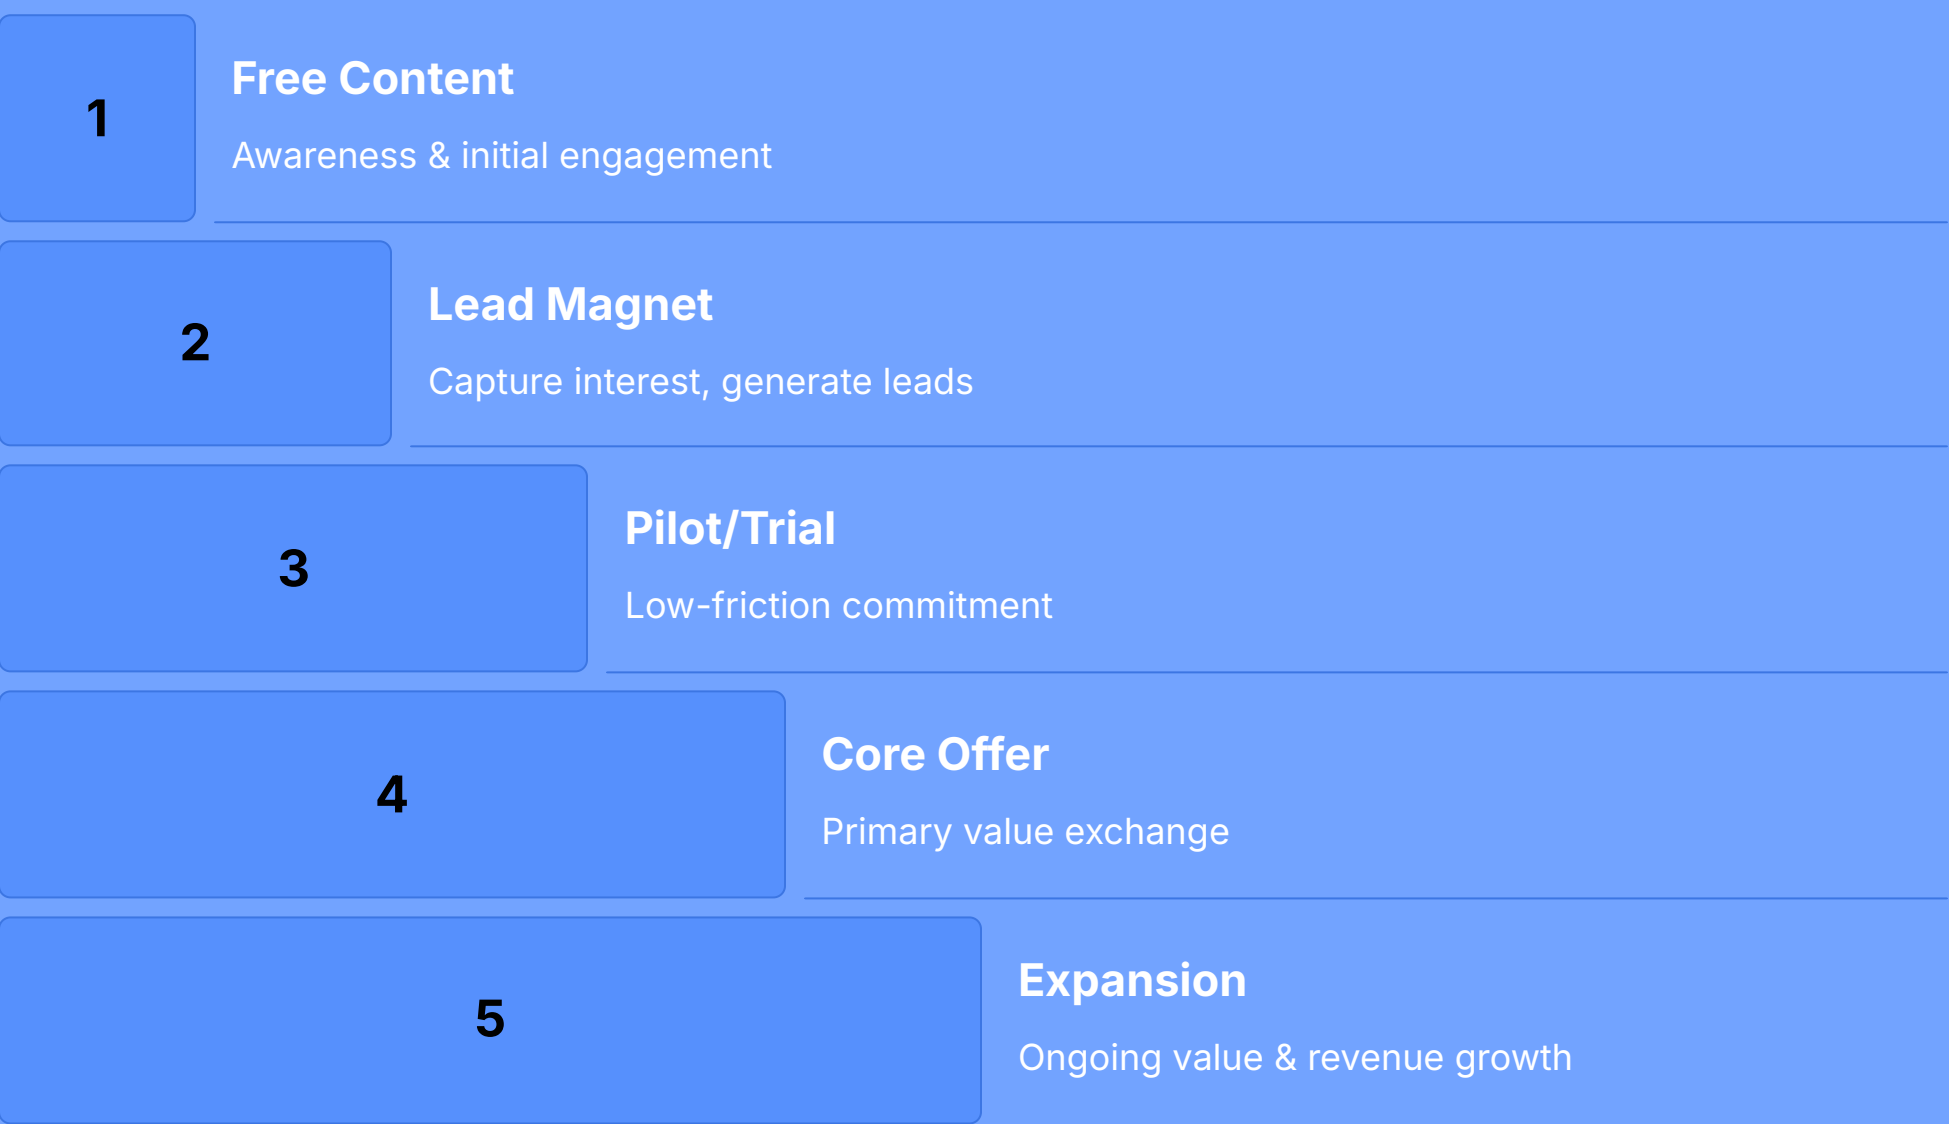 1
Free Content
Awareness & initial engagement
2
Lead Magnet
Capture interest, generate leads
3
Pilot/Trial
Low-friction commitment
4
Core Offer
Primary value exchange
5
Expansion
Ongoing value & revenue growth